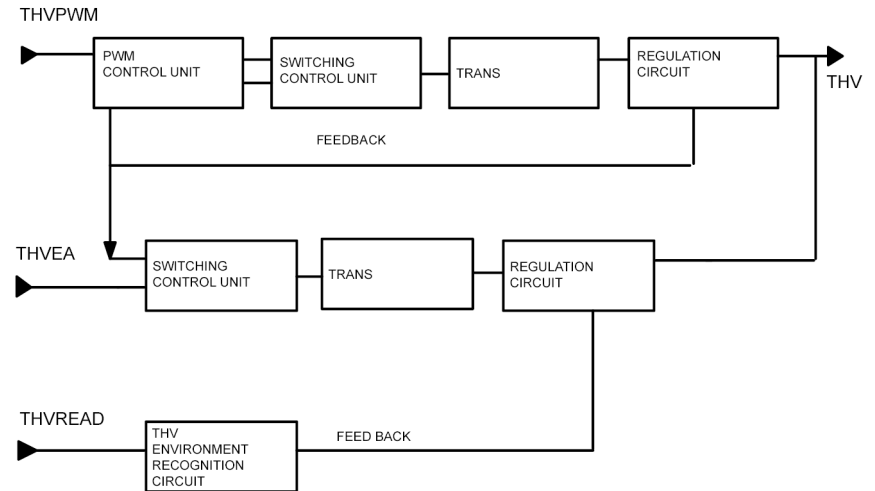 THVPWM
PWM
CONTROL UNIT
SWITCHING
CONTROL UNIT
TRANS
REGULATION
CIRCUIT
THV
FEEDBACK
THVEA
SWITCHING
CONTROL UNIT
TRANS
REGULATION
CIRCUIT
THVREAD
THV
ENVIRONMENT
RECOGNITION
CIRCUIT
FEED BACK